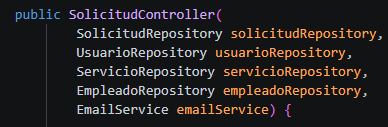 public SolicitudController(
SolicitudRepository solicitudRepository,
UsuarioRepository usuarioRepository,
ServicioRepository servicioRepository,
EmpleadoRepository empleadoRepository,
EmailService emailService) {